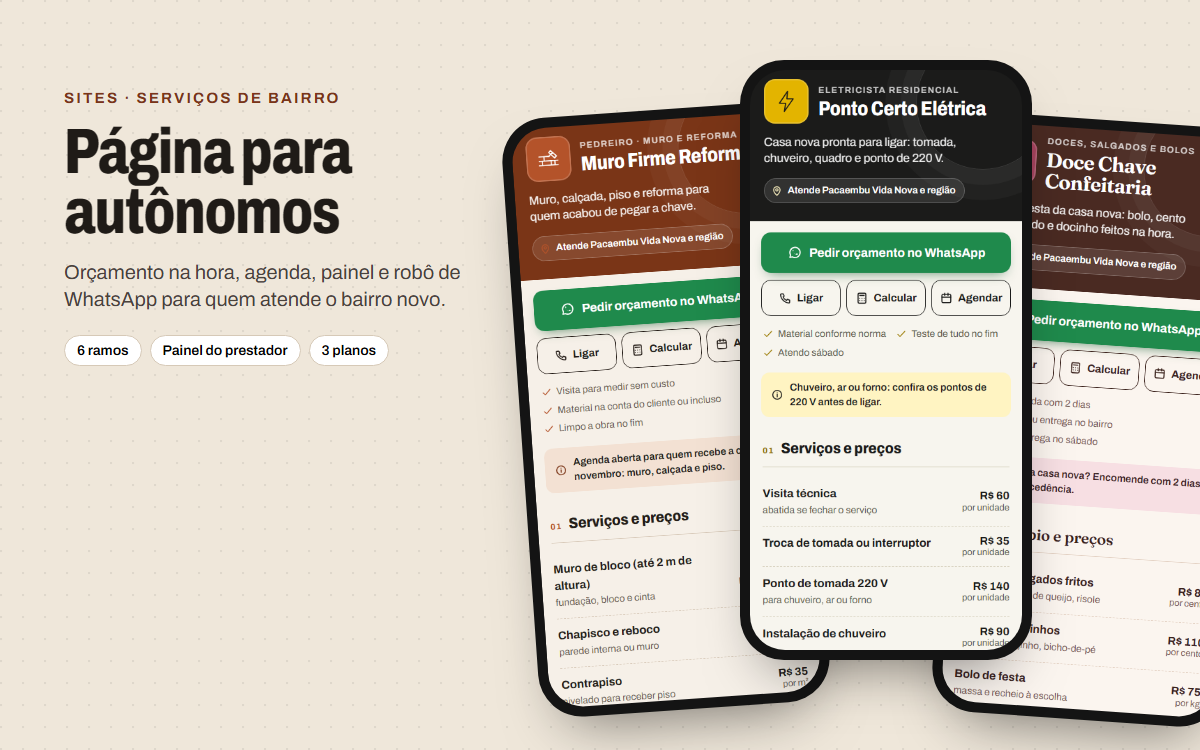 SITES · SERVIÇOS DE BAIRRO
Página para
autônomos
Orçamento na hora, agenda, painel e robô de
WhatsApp para quem atende o bairro novo.
6 ramos
Painel do prestador
3 planos
PEDREIRO · MURO E REFORMA
Muro Firme
Muro, calçada, piso e reforma para
quem acabou de pegar a chave.
Atende Pacaembu Vida Nova e região
Pedir orçamento no
Ligar
Calcular
Visita para medir sem custo
Material na conta do cliente ou incluso
Limpo a obra no fim
Agenda aberta para quem recebe a
novembro: muro, calçada e piso.
01 Serviços e preços
Muro de bloco (até 2 m de
altura)
fundação, bloco e cinta
Chapisco e reboco
parede interna ou muro
Contrapiso
nivelado para receber piso
R$ 35
por m²
ELETRICISTA RESIDENCIAL
Ponto Certo Elétrica
Casa nova pronta para ligar: tomada,
chuveiro, quadro e ponto de 220 V.
Atende Pacaembu Vida Nova e região
Pedir orçamento no WhatsApp
Ligar
Calcular
Agendar
Material conforme norma
Teste de tudo no fim
Atendo sábado
Chuveiro, ar ou forno: confira os pontos de
220 V antes de ligar.
01 Serviços e preços
Visita técnica
R$ 60
abatida se fechar o serviço
por unidade
Troca de tomada ou interruptor
R$ 35
por unidade
Ponto de tomada 220 V
R$ 140
para chuveiro, ar ou forno
por unidade
Instalação de chuveiro
R$ 90
por unidade
DOCES, SALGADOS E BOLOS
Doce Chave
Confeitaria
da casa nova: bolo, cento
e docinho feitos na hora.
Pacaembu Vida Nova e região
orçamento no WhatsApp
Calcular
com 2 dias
entrega no bairro
no sábado
casa nova? Encomende com 2 dias
e preços
fritos
de queijo, risole
bicho-de-pé
Bolo de festa
massa e recheio à escolha
R$ 75
por kg